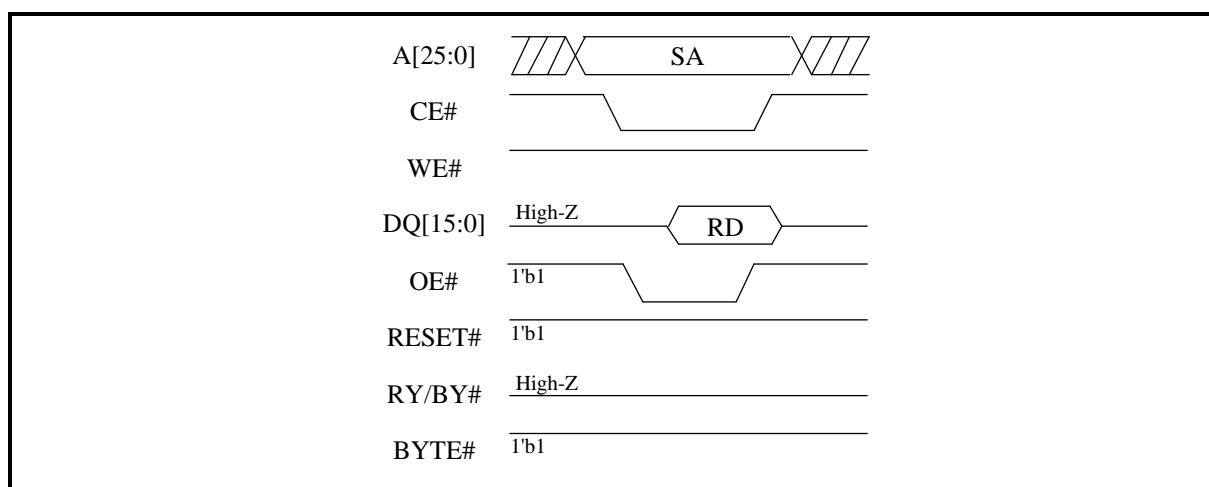 A[25:0] SA
CE#
WE#
DQ[15:0] High-Z RD
OE# 1'b1
RESET# 1'b1
RY/BY# High-Z
BYTE# 1'b1